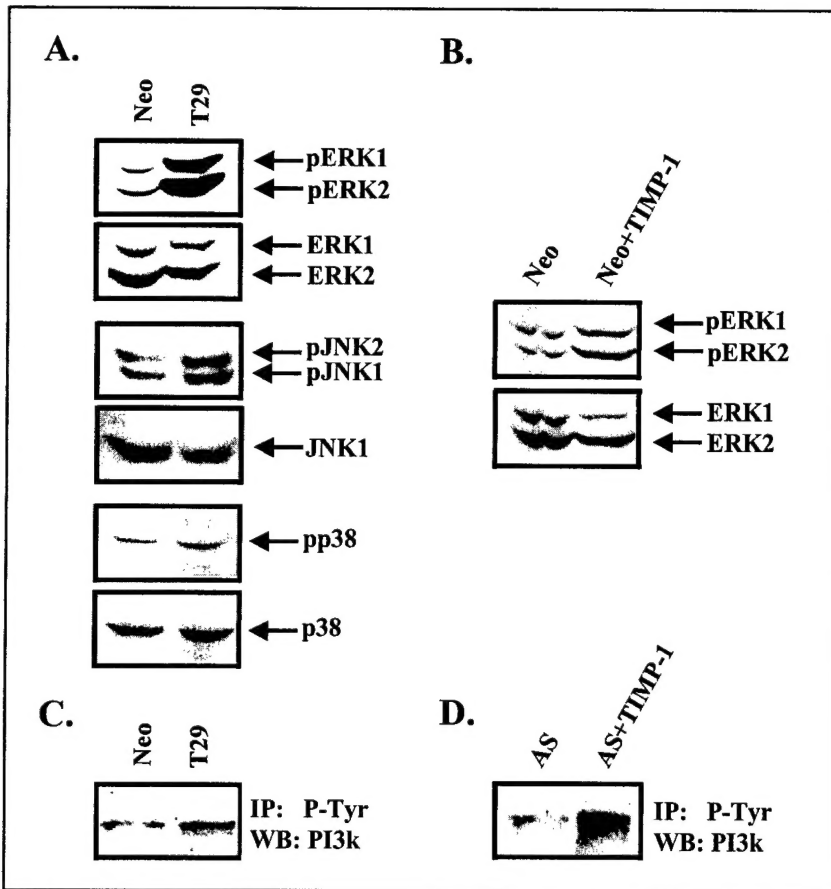 A.
Neo
T29
pERK1
pERK2
ERK1
ERK2
pJNK2
pJNK1
JNK1
pp38
p38
B.
Neo
Neo+TIMP-1
pERK1
pERK2
ERK1
ERK2
C.
Neo
T29
IP: P-Tyr
WB: PI3k
D.
AS
AS+TIMP-1
IP: P-Tyr
WB: PI3k